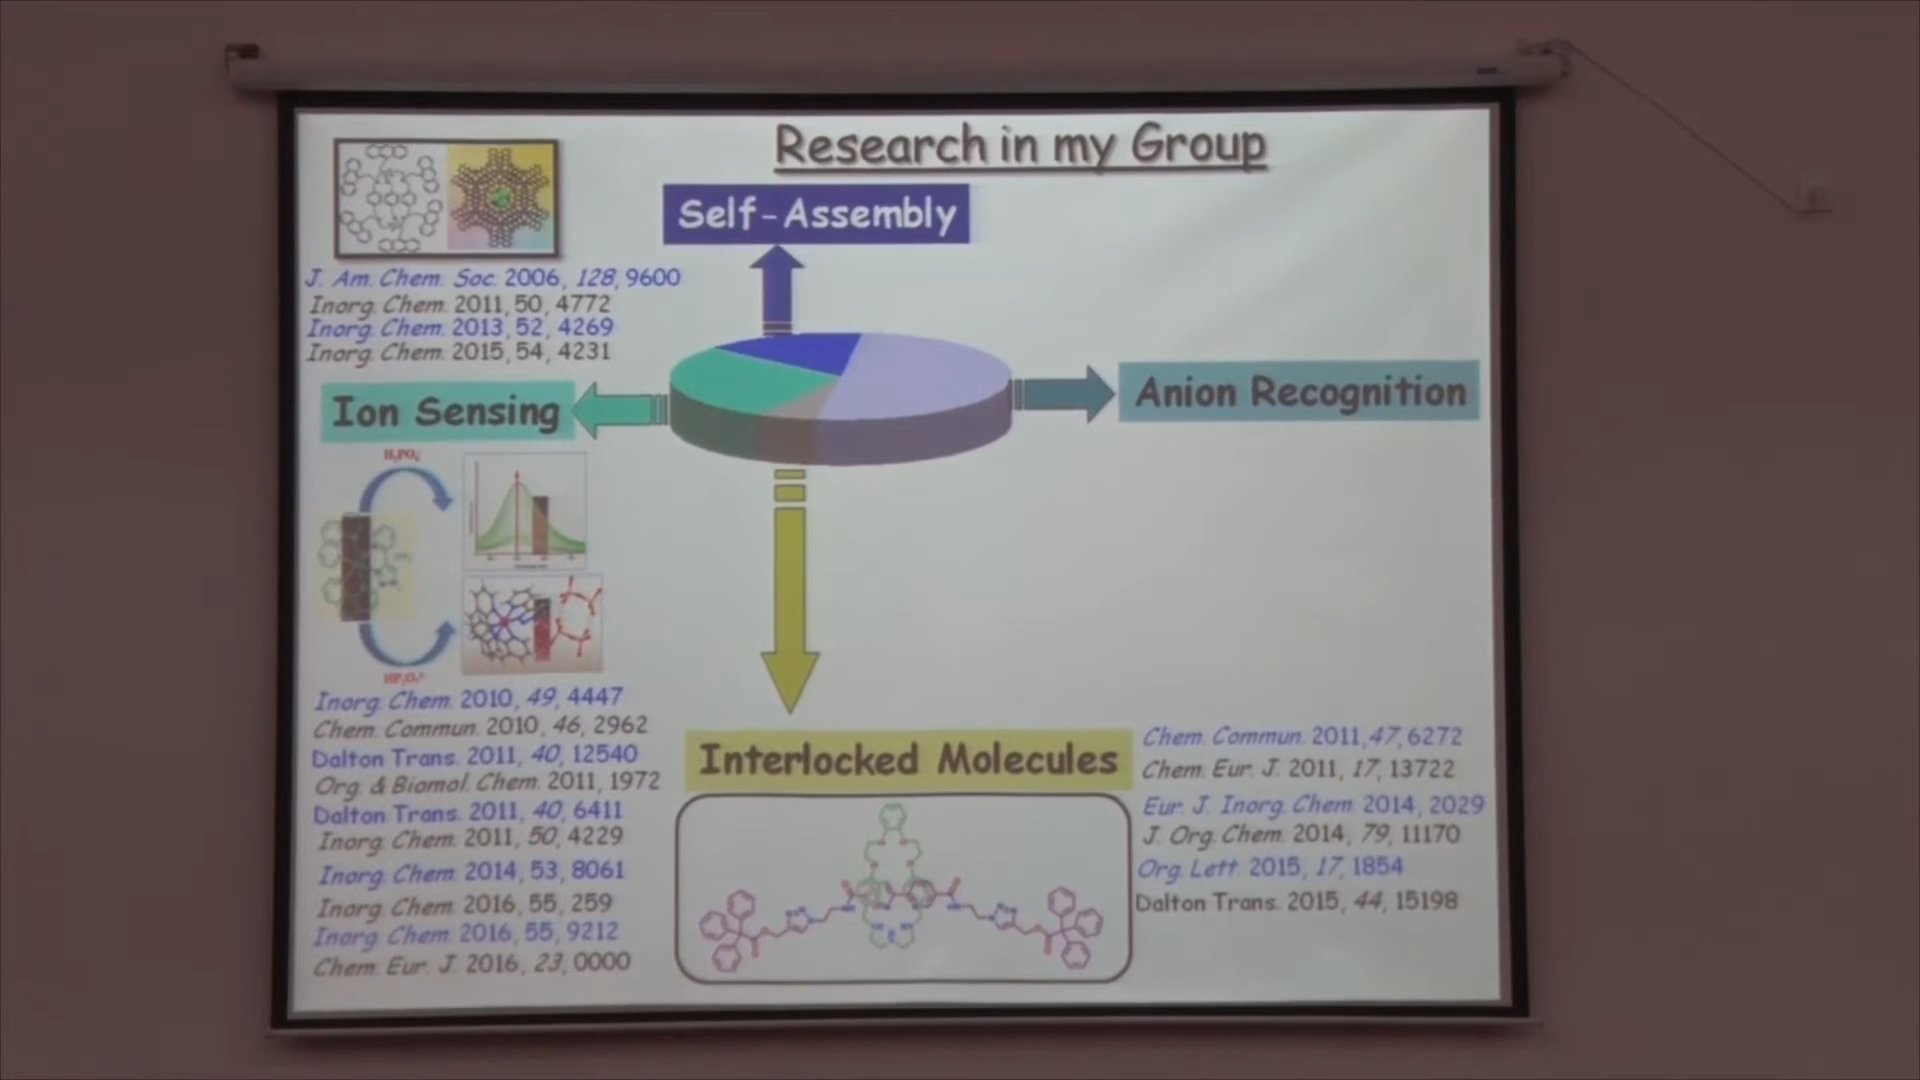 Research in my Group
Self-Assembly
J. Am. Chem. Soc. 2006, 128, 9600
Inorg. Chem. 2011, 50, 4772
Inorg. Chem. 2013, 52, 4269
Inorg. Chem. 2015, 54, 4231
Ion Sensing
Anion Recognition
Inorg. Chem. 2010, 49, 4447
Chem. Commun. 2010, 46, 2962
Dalton Trans. 2011, 40, 12540
Org. & Biomol. Chem. 2011, 1972
Dalton Trans. 2011, 40, 6411
Inorg. Chem. 2011, 50, 4229
Inorg. Chem. 2014, 53, 8061
Inorg. Chem. 2016, 55, 259
Inorg. Chem. 2016, 55, 9212
Chem. Eur. J. 2016, 23, 0000
Interlocked Molecules
Chem. Commun. 2011, 47, 6272
Chem. Eur. J. 2011, 17, 13722
Eur. J. Inorg. Chem. 2014, 2029
J. Org. Chem. 2014, 79, 11170
Org. Lett. 2015, 17, 1854
Dalton Trans. 2015, 44, 15198